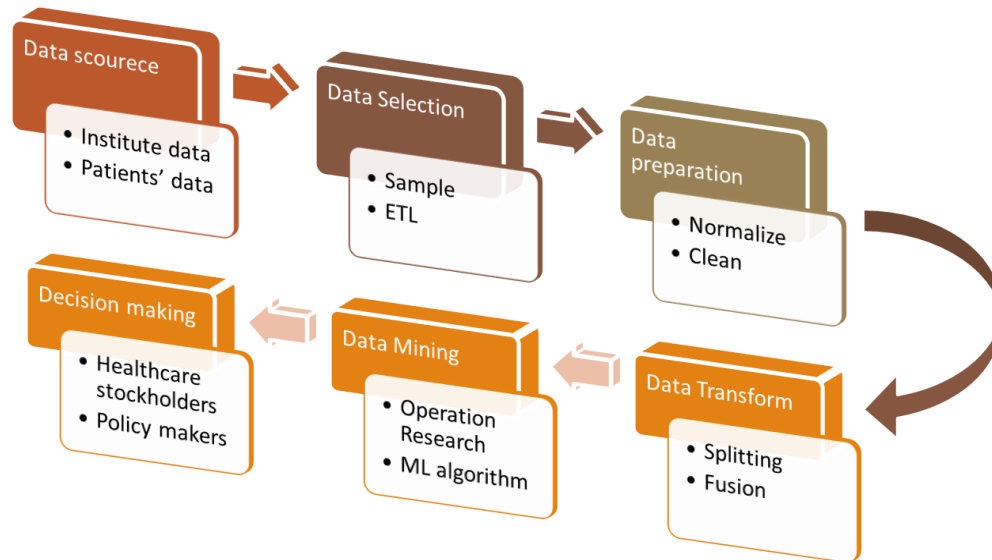 Data scourece
• Institute data
• Patients’ data
Data Selection
• Sample
• ETL
Data
preparation
• Normalize
• Clean
Data Transform
• Splitting
• Fusion
Data Mining
• Operation
Research
• ML algorithm
Decision making
• Healthcare
stockholders
• Policy makers